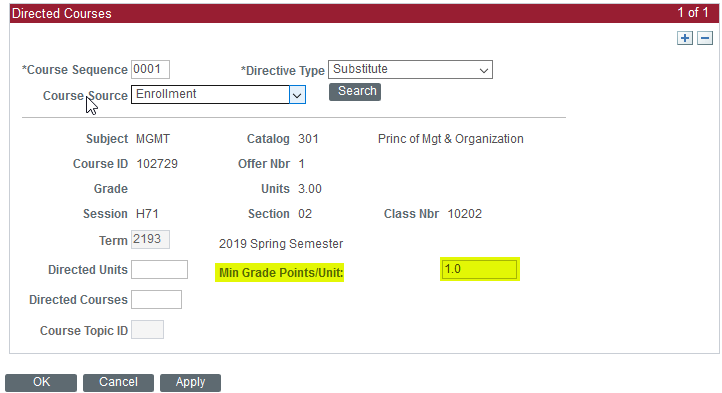 Directed Courses 1 of 1
*Course Sequence 0001 *Directive Type Substitute
Course Source Enrollment Search
Subject MGMT Catalog 301 Princ of Mgt & Organization
Course ID 102729 Offer Nbr 1
Grade Units 3.00
Session H71 Section 02 Class Nbr 10202
Term 2193 2019 Spring Semester
Directed Units Min Grade Points/Unit: 1.0
Directed Courses
Course Topic ID
OK Cancel Apply